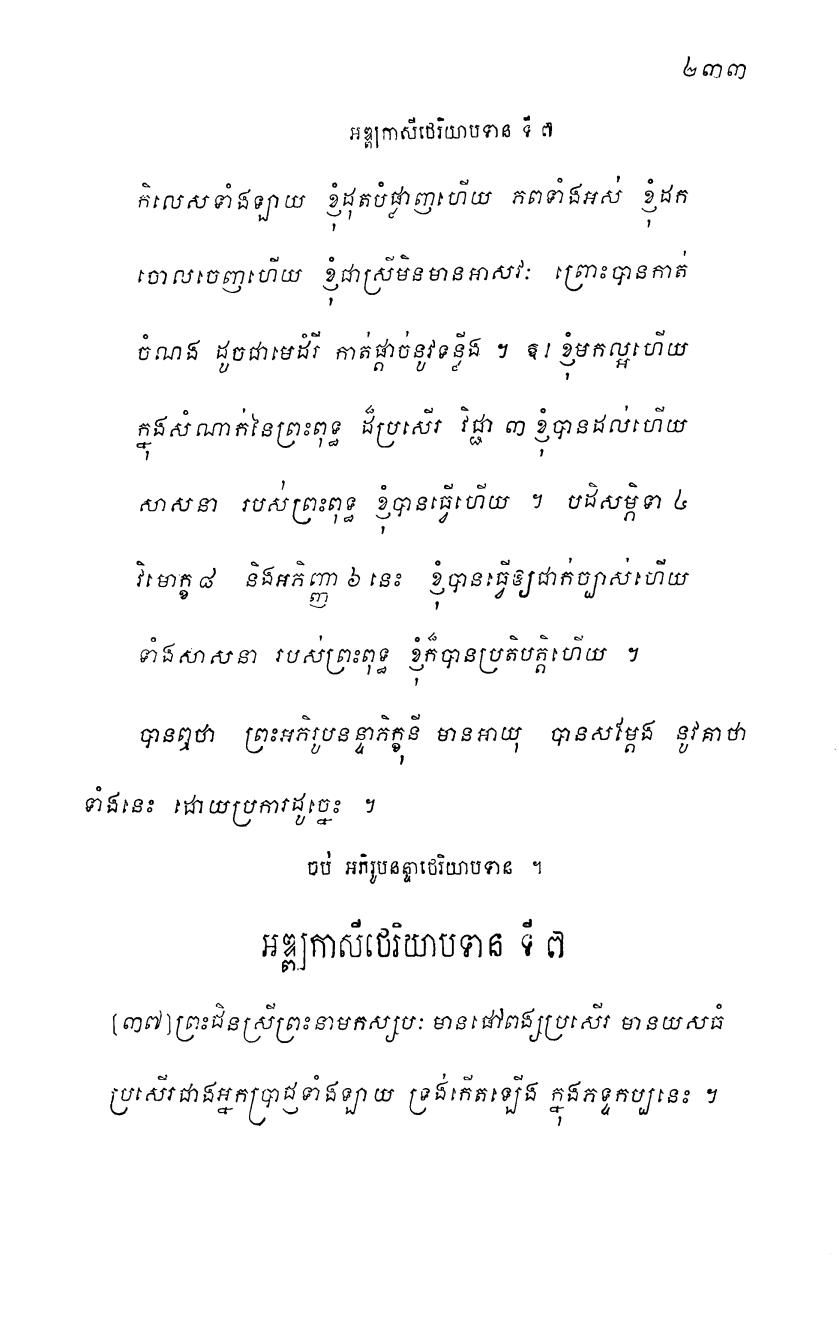 ២៣៣
អឌ្ឍកាសីថេរិយាបទាន ទី ៧
កិលេសទាំងឡាយ ខ្ញុំដុតបំផ្លាញហើយ ភពទាំងអស់ ខ្ញុំដក
ចោលចេញហើយ ខ្ញុំជាស្រីមិនមានអាសវៈ ព្រោះបានកាត់
ចំណង ដូចជាមេដំរី កាត់ផ្តាច់នូវទន្លីង ។ ឱ! ខ្ញុំមកល្អហើយ
ក្នុងសំណាក់នៃព្រះពុទ្ធ ដ៏ប្រសើរ វិជ្ជា ៣ ខ្ញុំបានដល់ហើយ
សាសនា របស់ព្រះពុទ្ធ ខ្ញុំបានធ្វើហើយ ។ បដិសម្ភិទា ៤
វិមោក្ខ ៨ និងអភិញ្ញា ៦ នេះ ខ្ញុំបានធ្វើឱ្យជាក់ច្បាស់ហើយ
ទាំងសាសនា របស់ព្រះពុទ្ធ ខ្ញុំក៏បានប្រតិបត្តិហើយ ។
បានឮថា ព្រះអភិរូបនន្ទាភិក្ខុនី មានអាយុ បានសម្តែង នូវគាថា
ទាំងនេះ ដោយប្រការដូច្នេះ ។
ចប់ អភិរូបនន្ទាថេរិយាបទាន ។
អឌ្ឍកាសីថេរិយាបទាន ទី ៧
[៣៧] ព្រះជិនស្រីព្រះនាមកស្សបៈ មានផៅពង្សប្រសើរ មានយសធំ
ប្រសើរជាងអ្នកប្រាជ្ញទាំងឡាយ ទ្រង់កើតឡើង ក្នុងភទ្ទកប្បនេះ ។